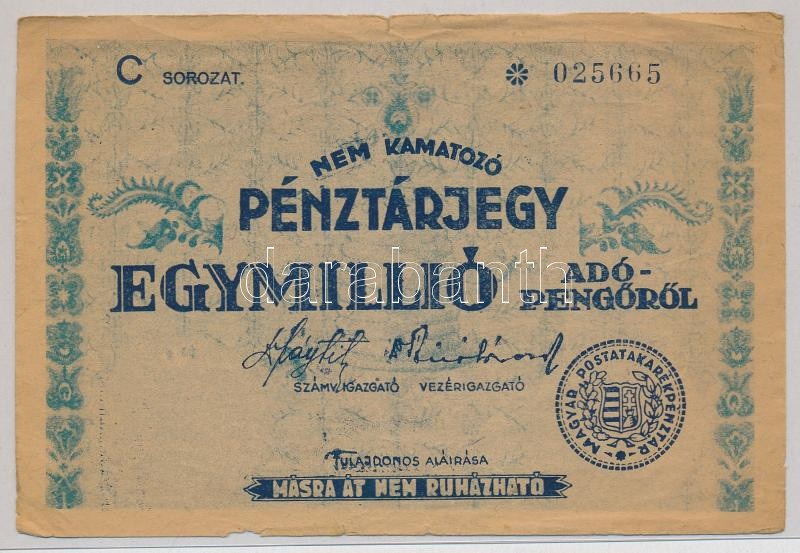 C SOROZAT. * 025665
NEM KAMATOZÓ
PÉNZTÁRJEGY
EGYMILLIÓ ADÓ-
PENGŐRŐL
darabanth
SZÁMV. IGAZGATÓ VEZÉRIGAZGATÓ
MAGYAR POSTATAKARÉKPÉNZTÁR
TULAJDONOS ALÁÍRÁSA
MÁSRA ÁT NEM RUHÁZHATÓ